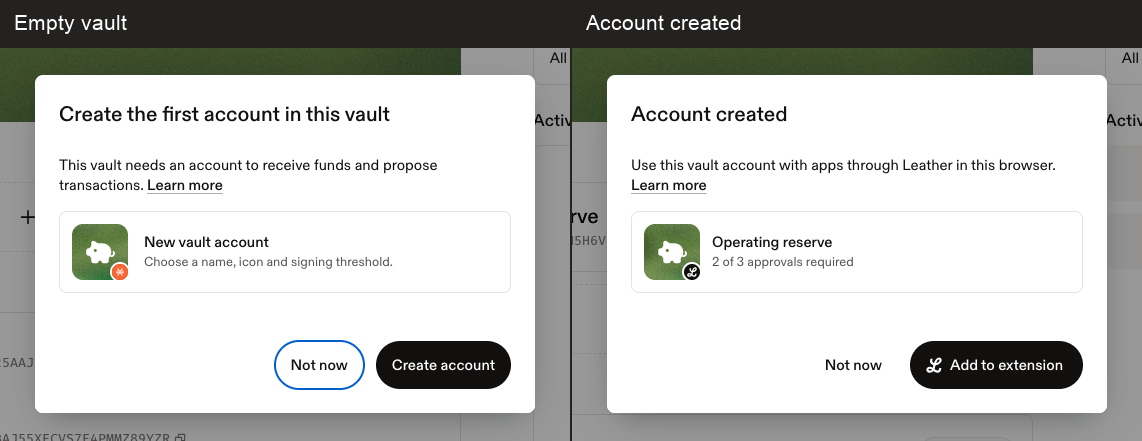 Empty vault
All
Create the first account in this vault
This vault needs an account to receive funds and propose
transactions. Learn more
New vault account
Choose a name, icon and signing threshold.
Not now
Create account
Account created
All
Account created
Use this vault account with apps through Leather in this browser.
Learn more
Operating reserve
2 of 3 approvals required
Not now
Add to extension